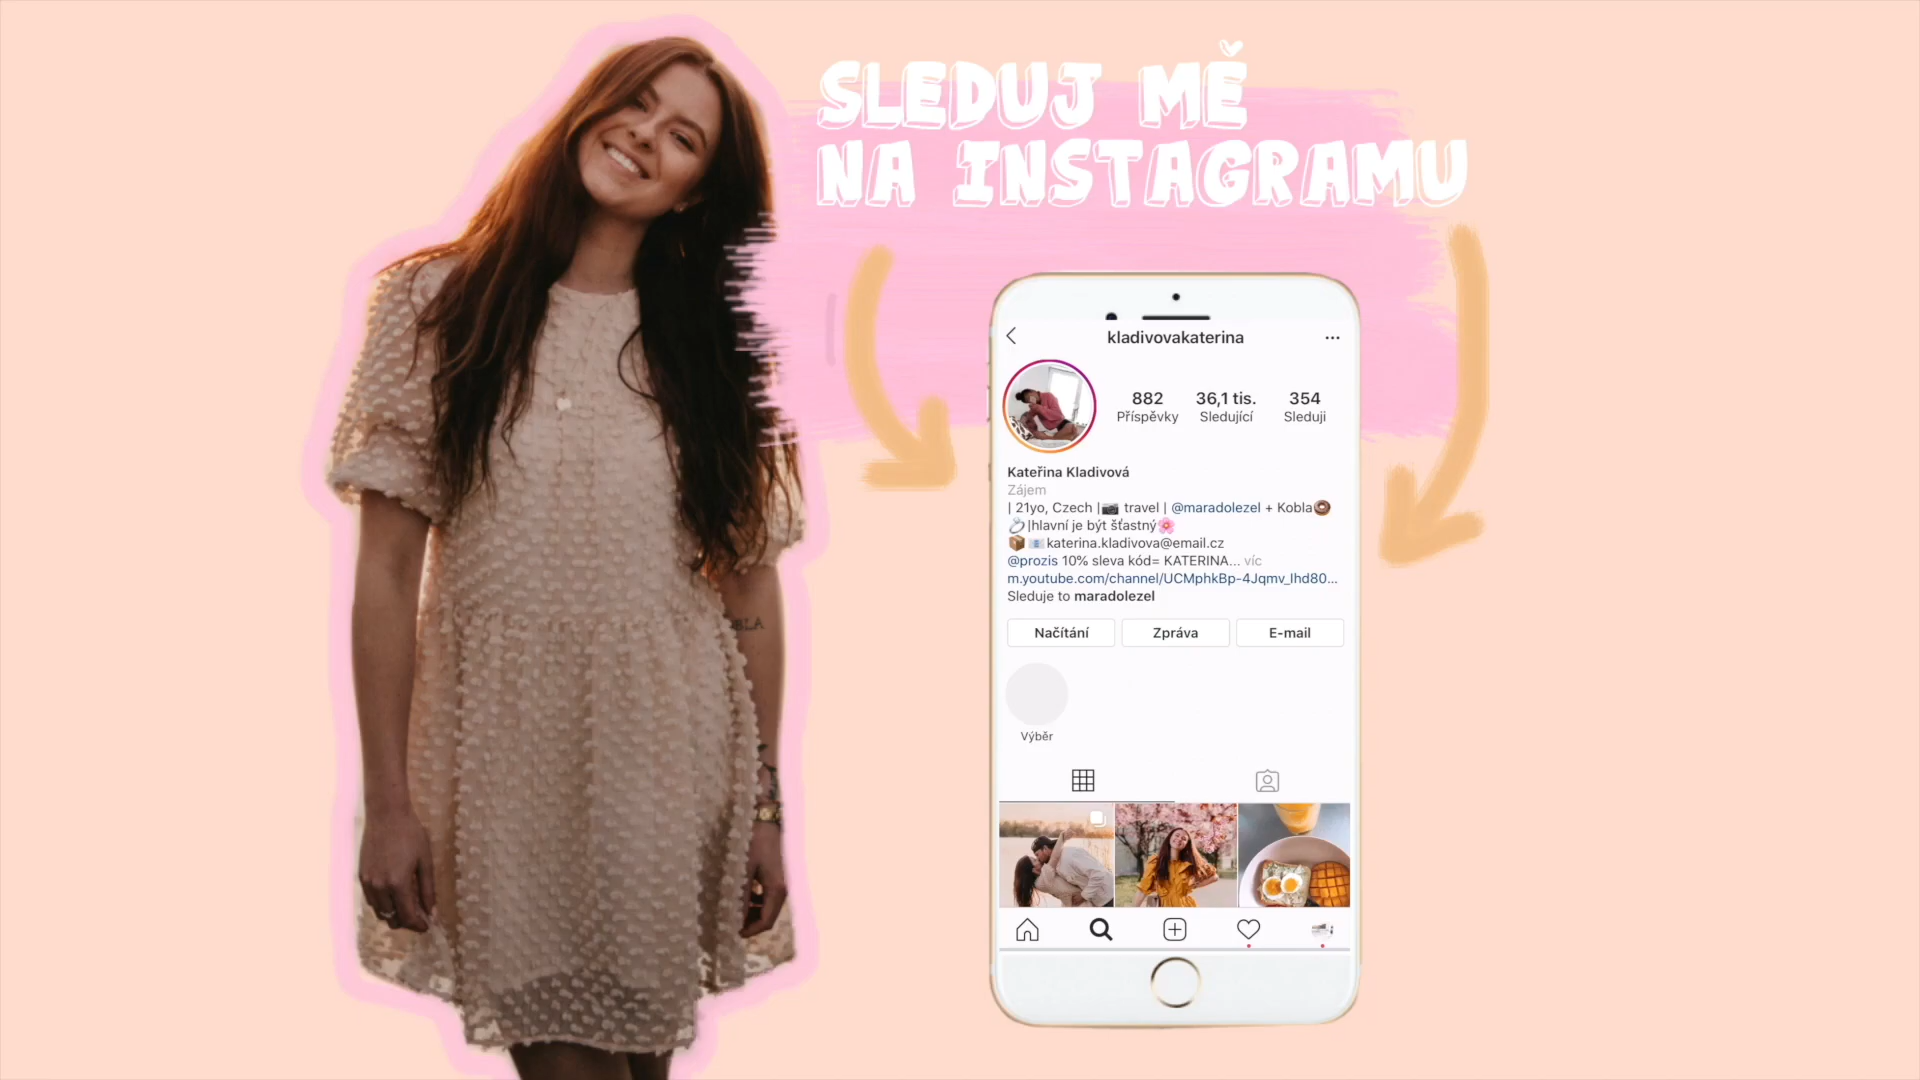 SLEDUJ MĚ
NA INSTAGRAMU
kladivovakaterina
882 36,1 tis. 354
Příspěvky Sledující Sleduji
Kateřina Kladivová
Zájem
| 21yo, Czech |📷 travel | @maradolezel + Kobla🍩
💍|hlavní je být šťastný🌸
📦📧katerina.kladivova@email.cz
@prozis 10% sleva kód= KATERINA... víc
m.youtube.com/channel/UCMphkBp-4Jqmv_lhd80...
Sleduje to maradolezel
Načítání Zpráva E-mail
Výběr